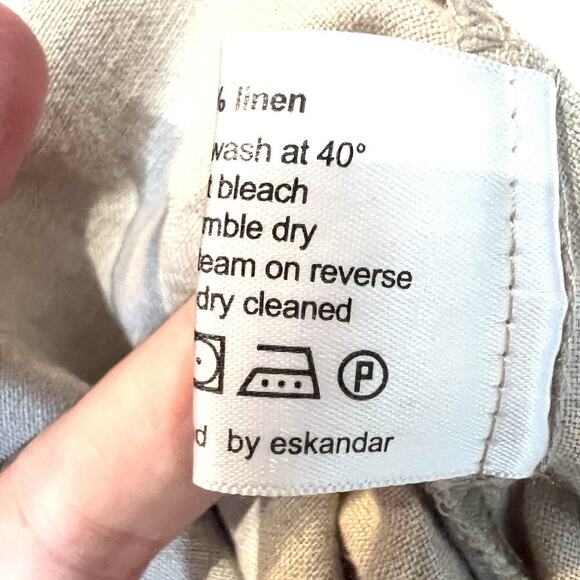 % linen
wash at 40°
t bleach
mble dry
eam on reverse
dry cleaned
P
d by eskandar